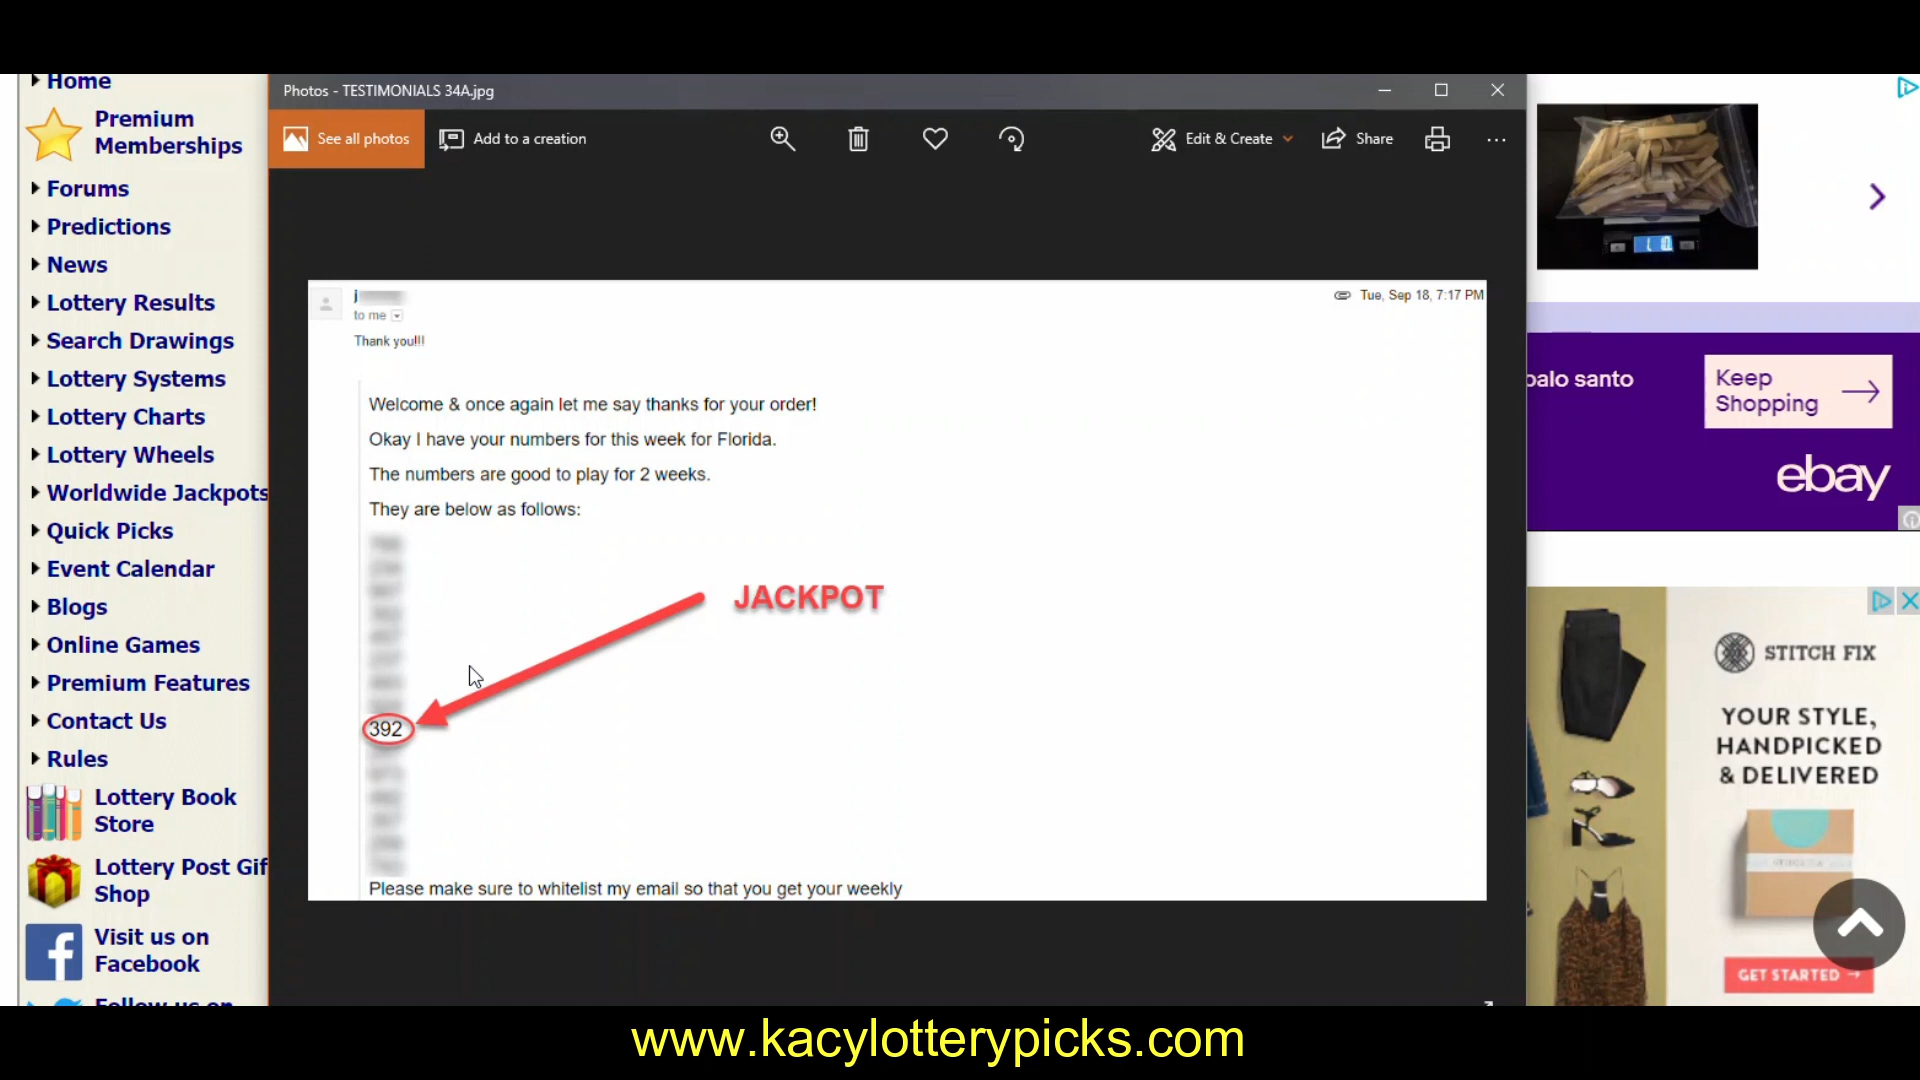 Home
Premium
Memberships
Forums
Predictions
News
Lottery Results
Search Drawings
Lottery Systems
Lottery Charts
Lottery Wheels
Worldwide Jackpots
Quick Picks
Event Calendar
Blogs
Online Games
Premium Features
Contact Us
Rules
Lottery Book
Store
Lottery Post Gif
Shop
Visit us on
Facebook
Follow us on
Photos - TESTIMONIALS 34A.jpg
See all photos
Add to a creation
Edit & Create
Share
j
Tue, Sep 18, 7:17 PM
to me
Thank you!!!
Welcome & once again let me say thanks for your order!
Okay I have your numbers for this week for Florida.
The numbers are good to play for 2 weeks.
They are below as follows:
JACKPOT
392
Please make sure to whitelist my email so that you get your weekly
palo santo
Keep
Shopping
ebay
STITCH FIX
YOUR STYLE,
HANDPICKED
& DELIVERED
GET STARTED
www.kacylotterypicks.com